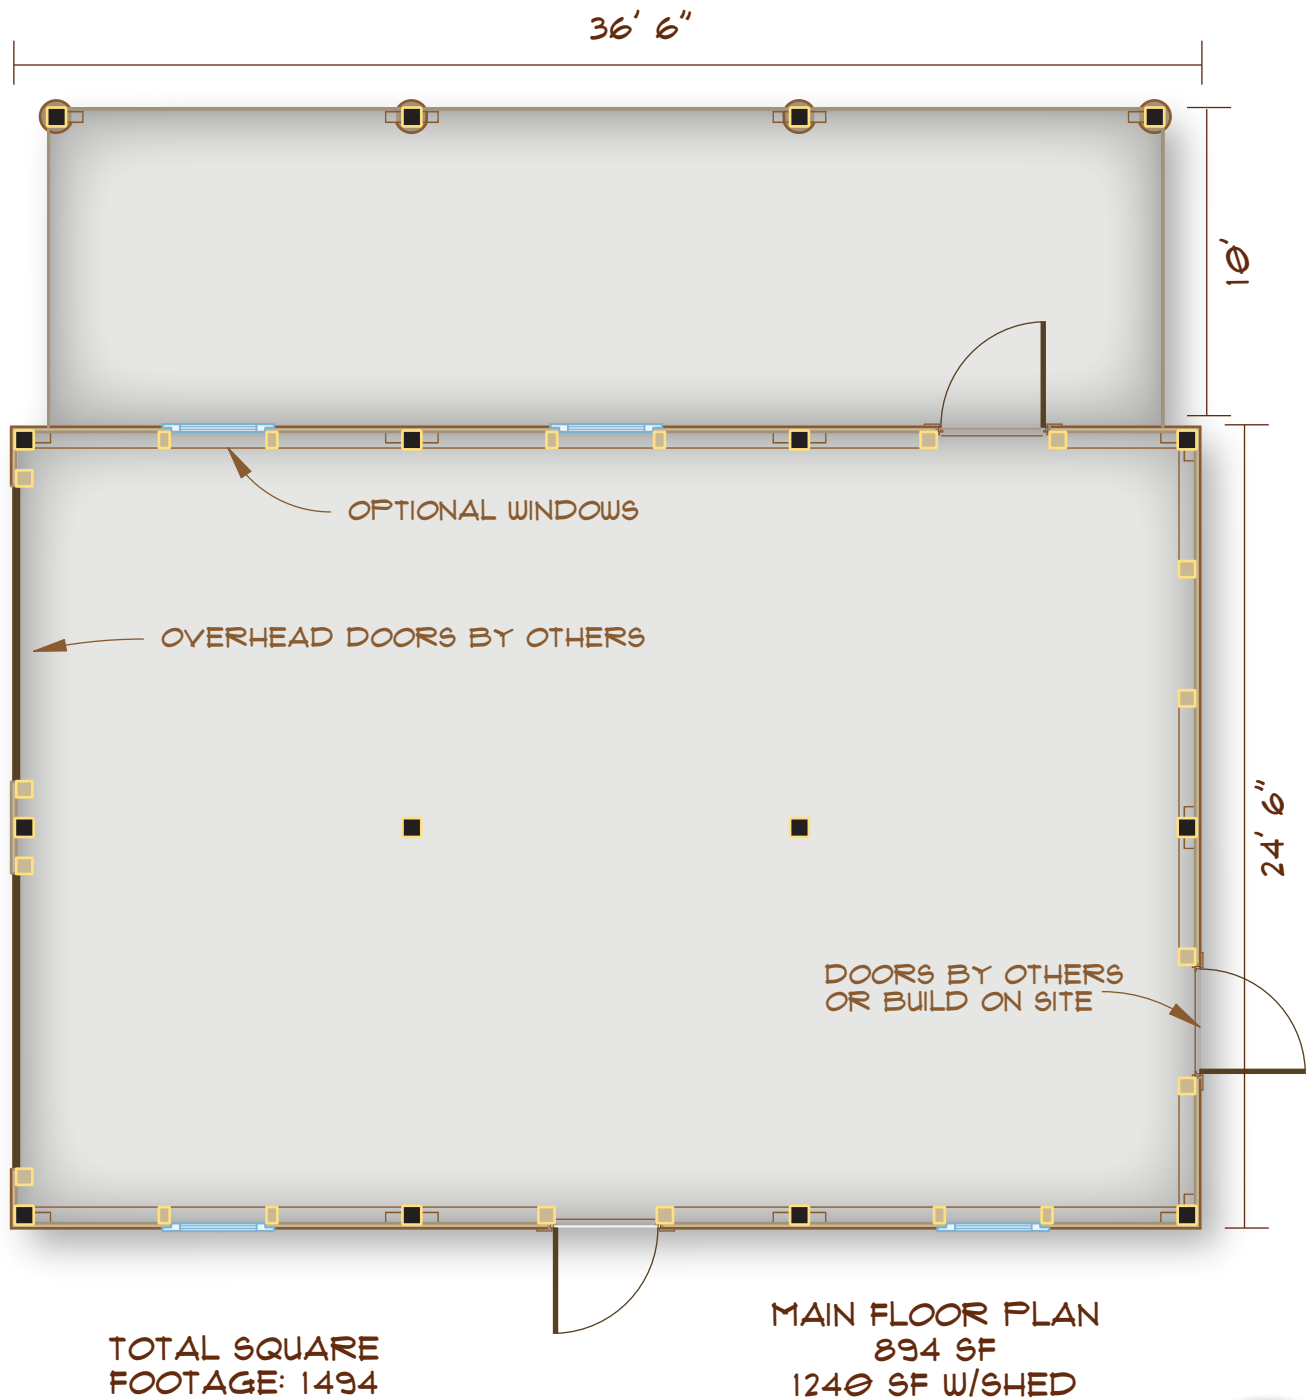 36' 6"
10'
OPTIONAL WINDOWS
OVERHEAD DOORS BY OTHERS
24' 6"
DOORS BY OTHERS
OR BUILD ON SITE
TOTAL SQUARE
FOOTAGE: 1494
MAIN FLOOR PLAN
894 SF
1240 SF W/SHED